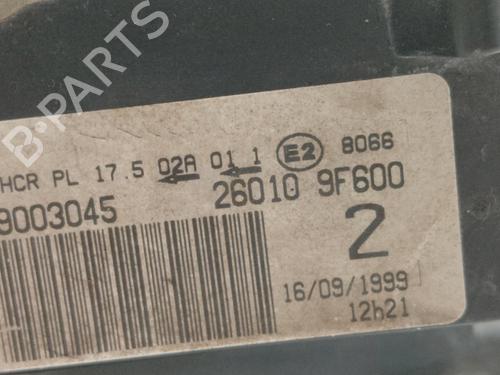 B-PARTS
HCR PL 17.5 02A 01 1 E2 8066
9003045 26010 9F600
2
16/09/1999
12h21